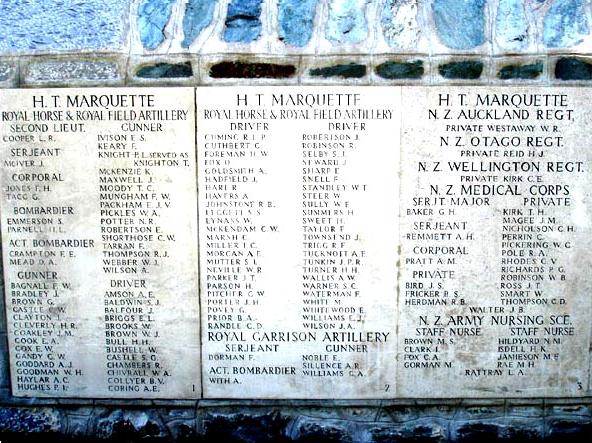 H. T. MARQUETTE
ROYAL HORSE & ROYAL FIELD ARTILLERY
SECOND LIEUT.
COOPER L. R.
SERJEANT
MCIVER J.
CORPORAL
JONES F. H.
TAGG G.
BOMBARDIER
EMMERSON S.
PARNELL H. L.
ACT. BOMBARDIER
CRAMPTON F. E.
MEAD D. A.
GUNNER
BAGNALL F. W.
BRADLEY J.
BROWN G.
CASTLE C. W.
CLAYTON J.
CLEVERLY H. R.
COAKLEY J. M.
COOK E. A.
COX E. W.
GANDY G. W.
GODDARD A. J.
GOODMAN W. H.
HAYLAR A. C.
HUGHES P. I.
GUNNER
IVISON E. S.
KEARY F.
KNIGHT P. L. SERVED AS
KNIGHTON T.
MCKENZIE K.
MAXWELL J.
MOODY T. C.
MUNGHAM F. W.
PACKHAM E. J. V.
PICKLES W. A.
POTTER N. R.
ROBERTSON E.
SHORTHOSE C. W.
TARRAN F.
THOMPSON R. J.
WEBBER W. J.
WILSON A.
DRIVER
AMSON A. E.
BALDWIN S. J.
BALFOUR J.
BRIGGS E. L.
BROOKS W.
BROWN W. J.
BULL H. H.
BUSHELL W.
CASTLE S. O.
CHAMBERS R.
CHIVRALL W. A.
COLLYER B. V.
CORING A. E.
1
H T MARQUETTE
ROYAL HORSE & ROYAL FIELD ARTILLERY
DRIVER
CUMING R. L. P.
CUTHBERT G.
FOREMAN H. W.
FOX O.
GOLDSMITH A.
HADFIELD J.
HARE R.
HAYERS A.
JOHNSTONE R. B.
LEGGETT S. S.
LYONS W.
MCKENDAM C. W.
MARSH E.
MILLER T. C.
MORGAN A. E.
MUTTER S. L.
NEVILLE W. R.
PARKER J. T.
PARSON H.
PITCHER G. W.
PORTER J. H.
POVEY G.
PRIOR B. A.
RANDLE C. D.
DRIVER
ROBERTSON J.
ROBINSON R.
SELBY S. J.
SEWARD J.
SHARP E.
SNELL F.
STANDLEY W. T.
STEER W.
SULLY W. E.
SUMMERS H.
SWEET H.
TAYLOR F.
TOWNSEND J.
TRIGG R. F.
TUCKNOTT A. E.
TUNKIN J. P. R.
TURNER H. H.
WALLIS A. W.
WARNER S. C.
WATERMAN F.
WHITE M.
WHITEWOOD E.
WILLIAMS E. J.
WILSON J. A.
ROYAL GARRISON ARTILLERY
SERJEANT
DORMAN F.
ACT. BOMBARDIER
WITH A.
GUNNER
NOBLE E.
SILLENCE A. R.
WILLIAMS G. A.
2
H T MARQUETTE
N. Z. AUCKLAND REGT.
PRIVATE WESTAWAY W. R.
N. Z. OTAGO REGT.
PRIVATE REID H. J.
N. Z. WELLINGTON REGT.
PRIVATE KIRK C. E.
N. Z. MEDICAL CORPS
SERJT. MAJOR
BAKER G. H.
SERJEANT
REMMETT A. H.
CORPORAL
PRATT A. M.
PRIVATE
BIRD J. S.
FRICKER P. S.
HERDMAN R. B.
PRIVATE
KIRK T. H.
MAGEE J. M.
NICHOLSON C. H.
PERRIN C.
PICKERING W. C.
POLE R. A.
RHODES C. V.
RICHARDS P. G.
ROBINSON W. B.
ROSS J. T.
SMART W.
THOMPSON C. D.
WALTER J. B.
N. Z. ARMY NURSING SCE.
STAFF NURSE
BROWN M. S.
CLARK I.
FOX C. A.
GORMAN M.
STAFF NURSE
HILDYARD N. M.
ISDELL H. K.
JAMIESON M. E.
RAE M. H.
RATTRAY L. A.
3